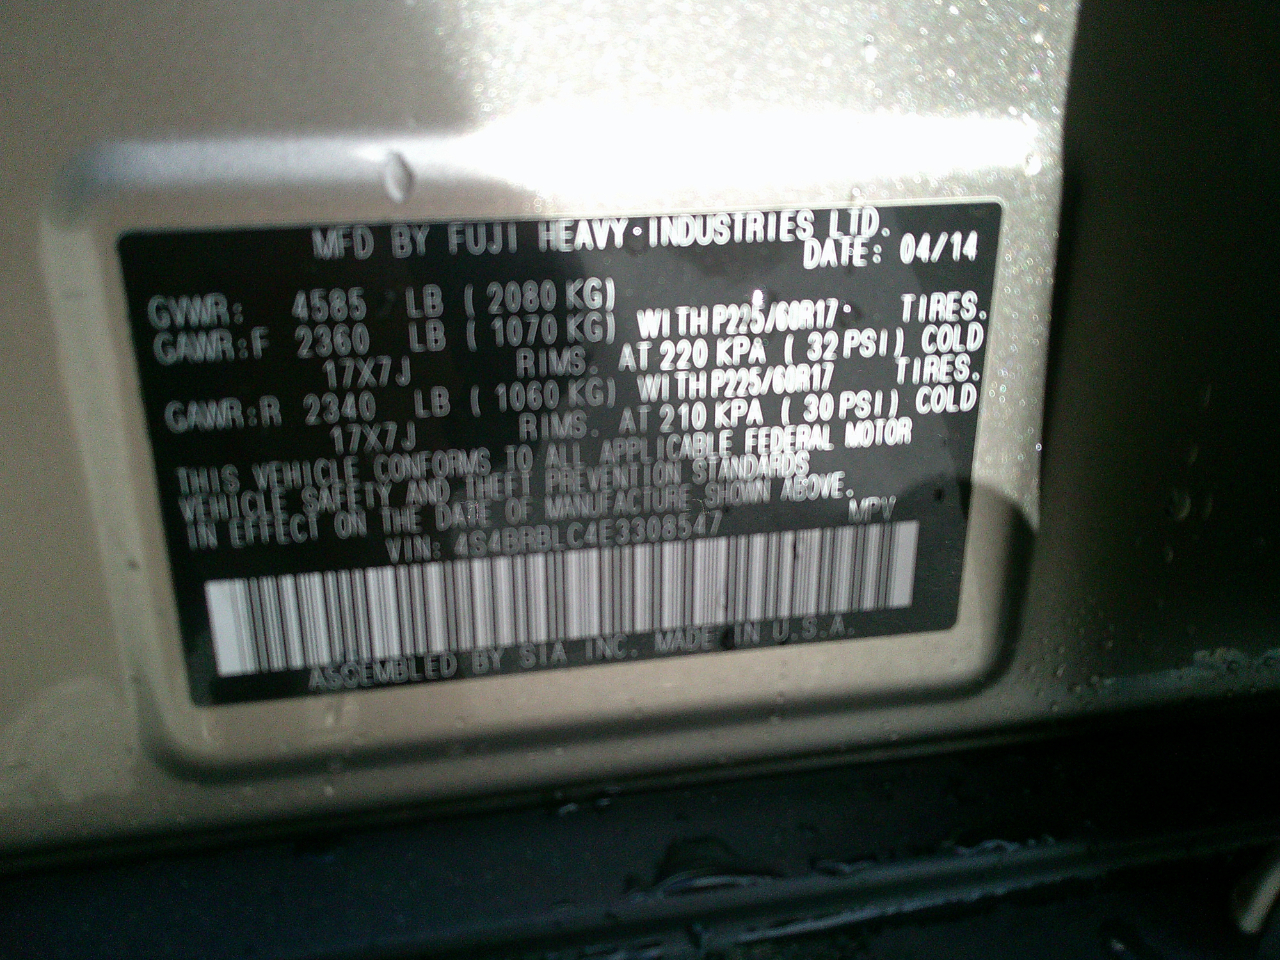 MFD BY FUJI HEAVY INDUSTRIES LTD.
DATE: 04/14
GVWR: 4585 LB ( 2080 KG)
GAWR:F 2360 LB ( 1070 KG) WITH P225/60R17 TIRES.
17X7J RIMS. AT 220 KPA ( 32 PSI) COLD
GAWR:R 2340 LB ( 1060 KG) WITH P225/60R17 TIRES.
17X7J RIMS. AT 210 KPA ( 30 PSI) COLD
THIS VEHICLE CONFORMS TO ALL APPLICABLE FEDERAL MOTOR
VEHICLE SAFETY AND THEFT PREVENTION STANDARDS
IN EFFECT ON THE DATE OF MANUFACTURE SHOWN ABOVE.
VIN: 4S4BRBLC4E3308547 MPV
ASSEMBLED BY SIA INC. MADE IN U.S.A.